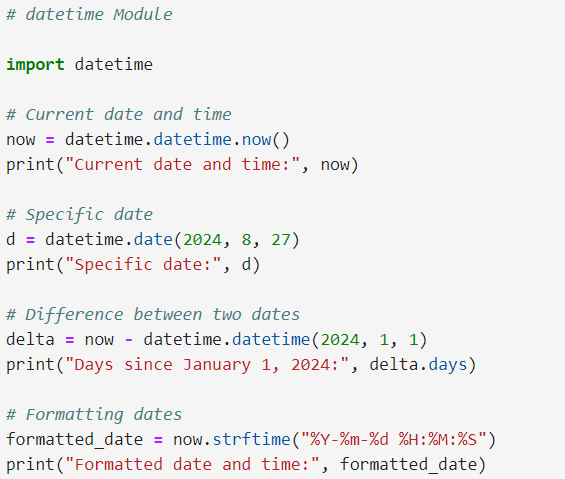 # datetime Module
import datetime
# Current date and time
now = datetime.datetime.now()
print("Current date and time:", now)
# Specific date
d = datetime.date(2024, 8, 27)
print("Specific date:", d)
# Difference between two dates
delta = now - datetime.datetime(2024, 1, 1)
print("Days since January 1, 2024:", delta.days)
# Formatting dates
formatted_date = now.strftime("%Y-%m-%d %H:%M:%S")
print("Formatted date and time:", formatted_date)